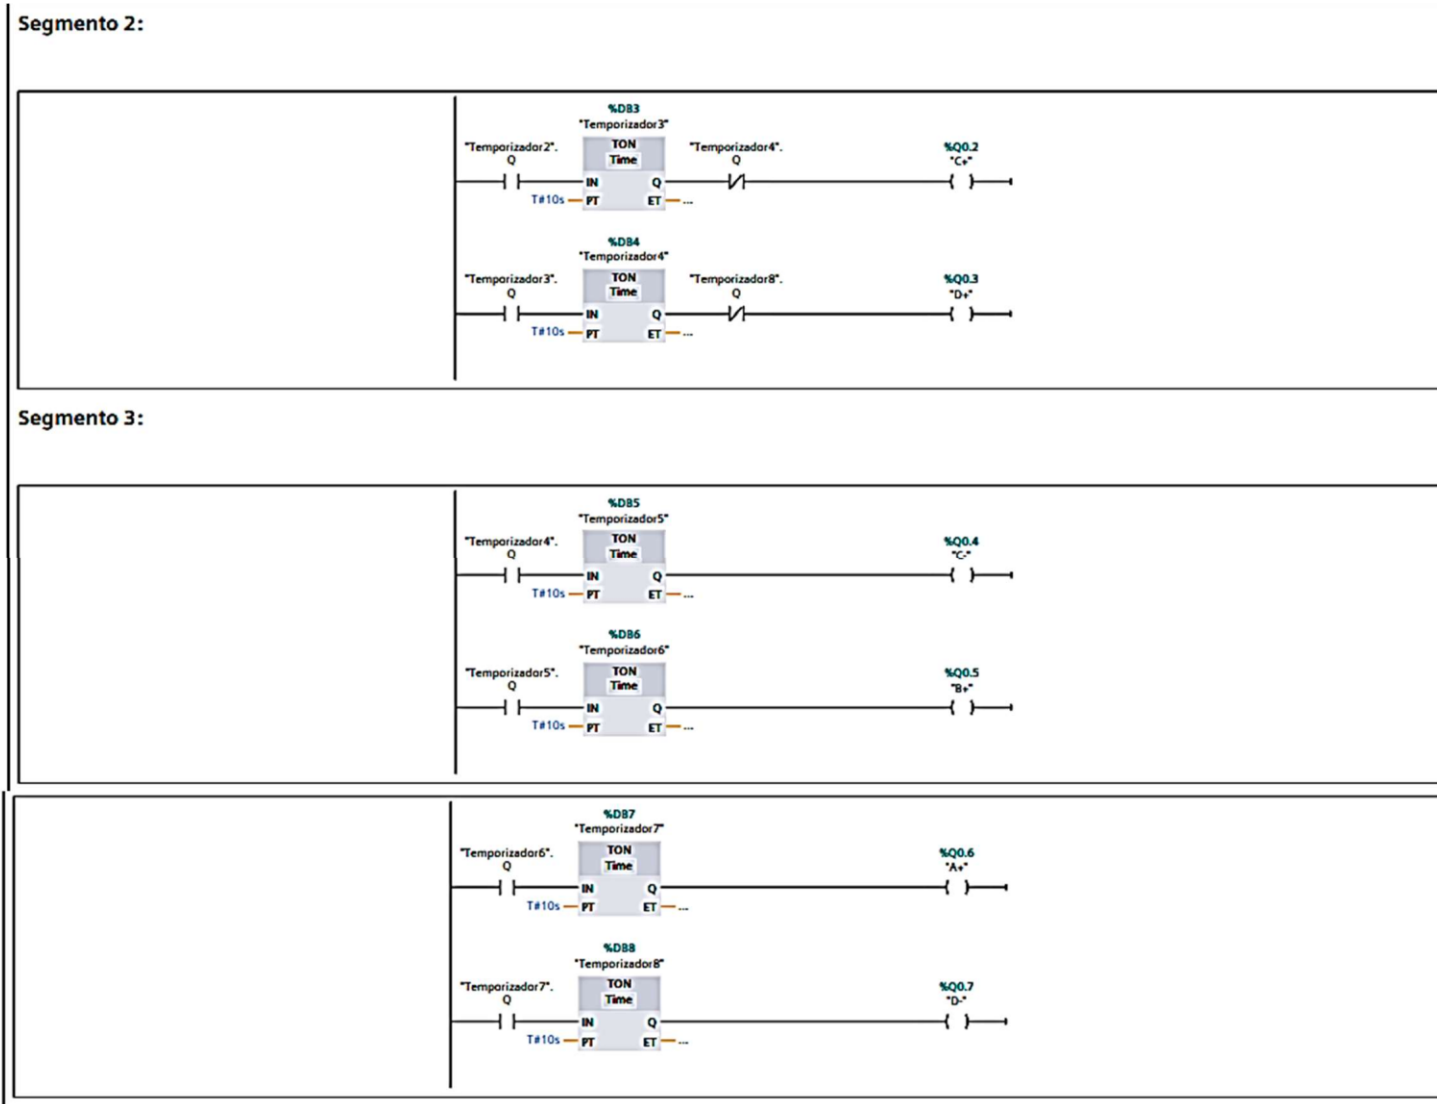 Segmento 2:
%DB3
"Temporizador3"
"Temporizador2".
Q
TON
Time
"Temporizador4".
Q
%Q0.2
"C+"
IN
Q
T#10s
PT
ET
...
%DB4
"Temporizador4"
"Temporizador3".
Q
TON
Time
"Temporizador8".
Q
%Q0.3
"D+"
IN
Q
T#10s
PT
ET
...
Segmento 3:
%DB5
"Temporizador5"
"Temporizador4".
Q
TON
Time
%Q0.4
"C-"
IN
Q
T#10s
PT
ET
...
%DB6
"Temporizador6"
"Temporizador5".
Q
TON
Time
%Q0.5
"B+"
IN
Q
T#10s
PT
ET
...
%DB7
"Temporizador7"
"Temporizador6".
Q
TON
Time
%Q0.6
"A+"
IN
Q
T#10s
PT
ET
...
%DB8
"Temporizador8"
"Temporizador7".
Q
TON
Time
%Q0.7
"D-"
IN
Q
T#10s
PT
ET
...